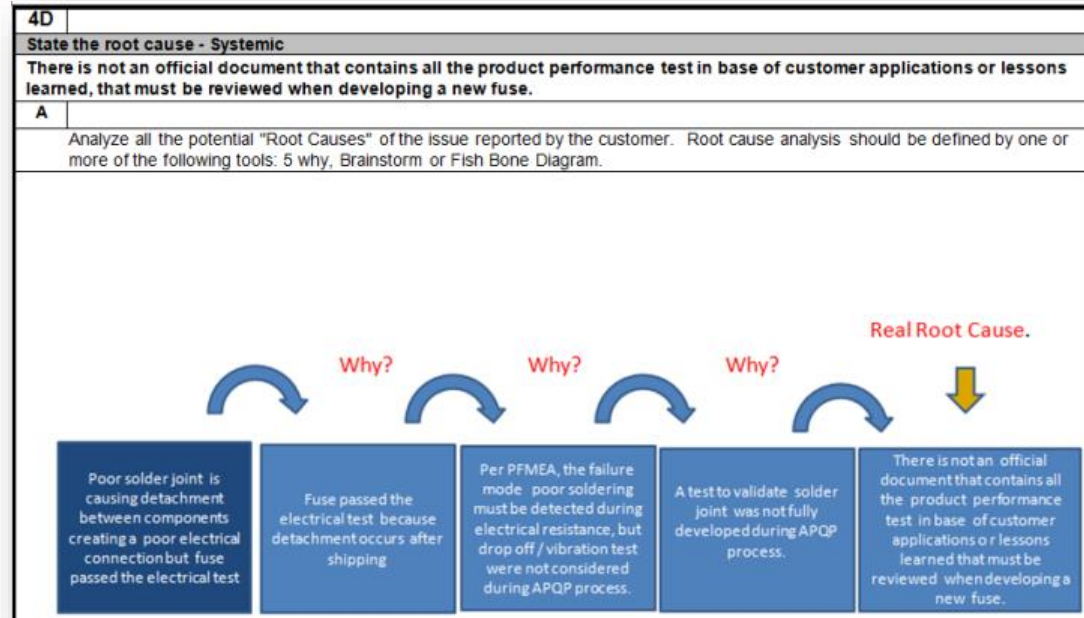 4D
State the root cause - Systemic
There is not an official document that contains all the product performance test in base of customer applications or lessons
learned, that must be reviewed when developing a new fuse.
A
Analyze all the potential "Root Causes" of the issue reported by the customer. Root cause analysis should be defined by one or
more of the following tools: 5 why, Brainstorm or Fish Bone Diagram.
Real Root Cause.
Why?
Why?
Why?
Poor solder joint is
causing detachment
between components
creating a poor electrical
connection but fuse
passed the electrical test
Fuse passed the
electrical test because
detachment occurs after
shipping
Per PFMEA, the failure
mode poor soldering
must be detected during
electrical resistance, but
drop off / vibration test
were not considered
during APQP process.
A test to validate solder
joint was not fully
developed during APQP
process.
There is not an official
document that contains all
the product performance
test in base of customer
applications or lessons
learned that must be
reviewed when developing a
new fuse.